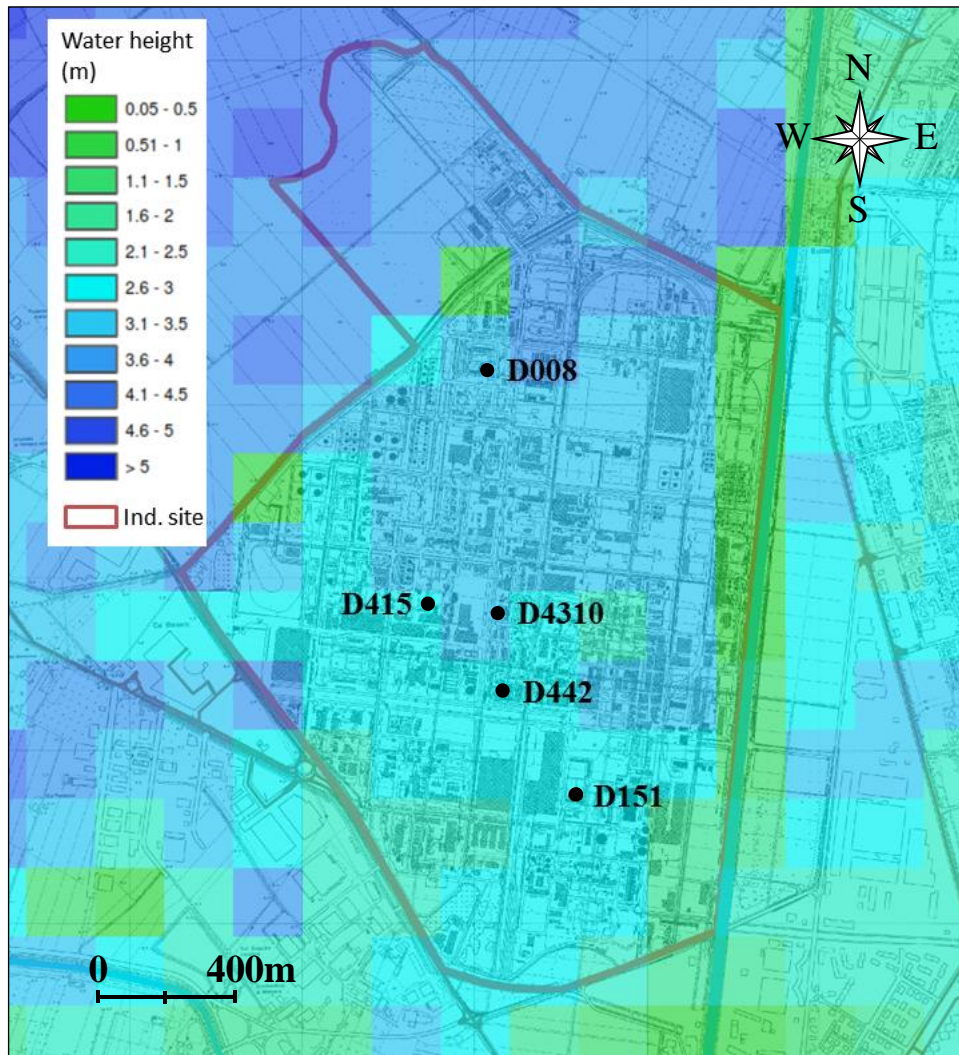 Water height
(m)
0.05 - 0.5
0.51 - 1
1.1 - 1.5
1.6 - 2
2.1 - 2.5
2.6 - 3
3.1 - 3.5
3.6 - 4
4.1 - 4.5
4.6 - 5
> 5
Ind. site
N
W E
S
D008
D415
D4310
D442
D151
0 400m